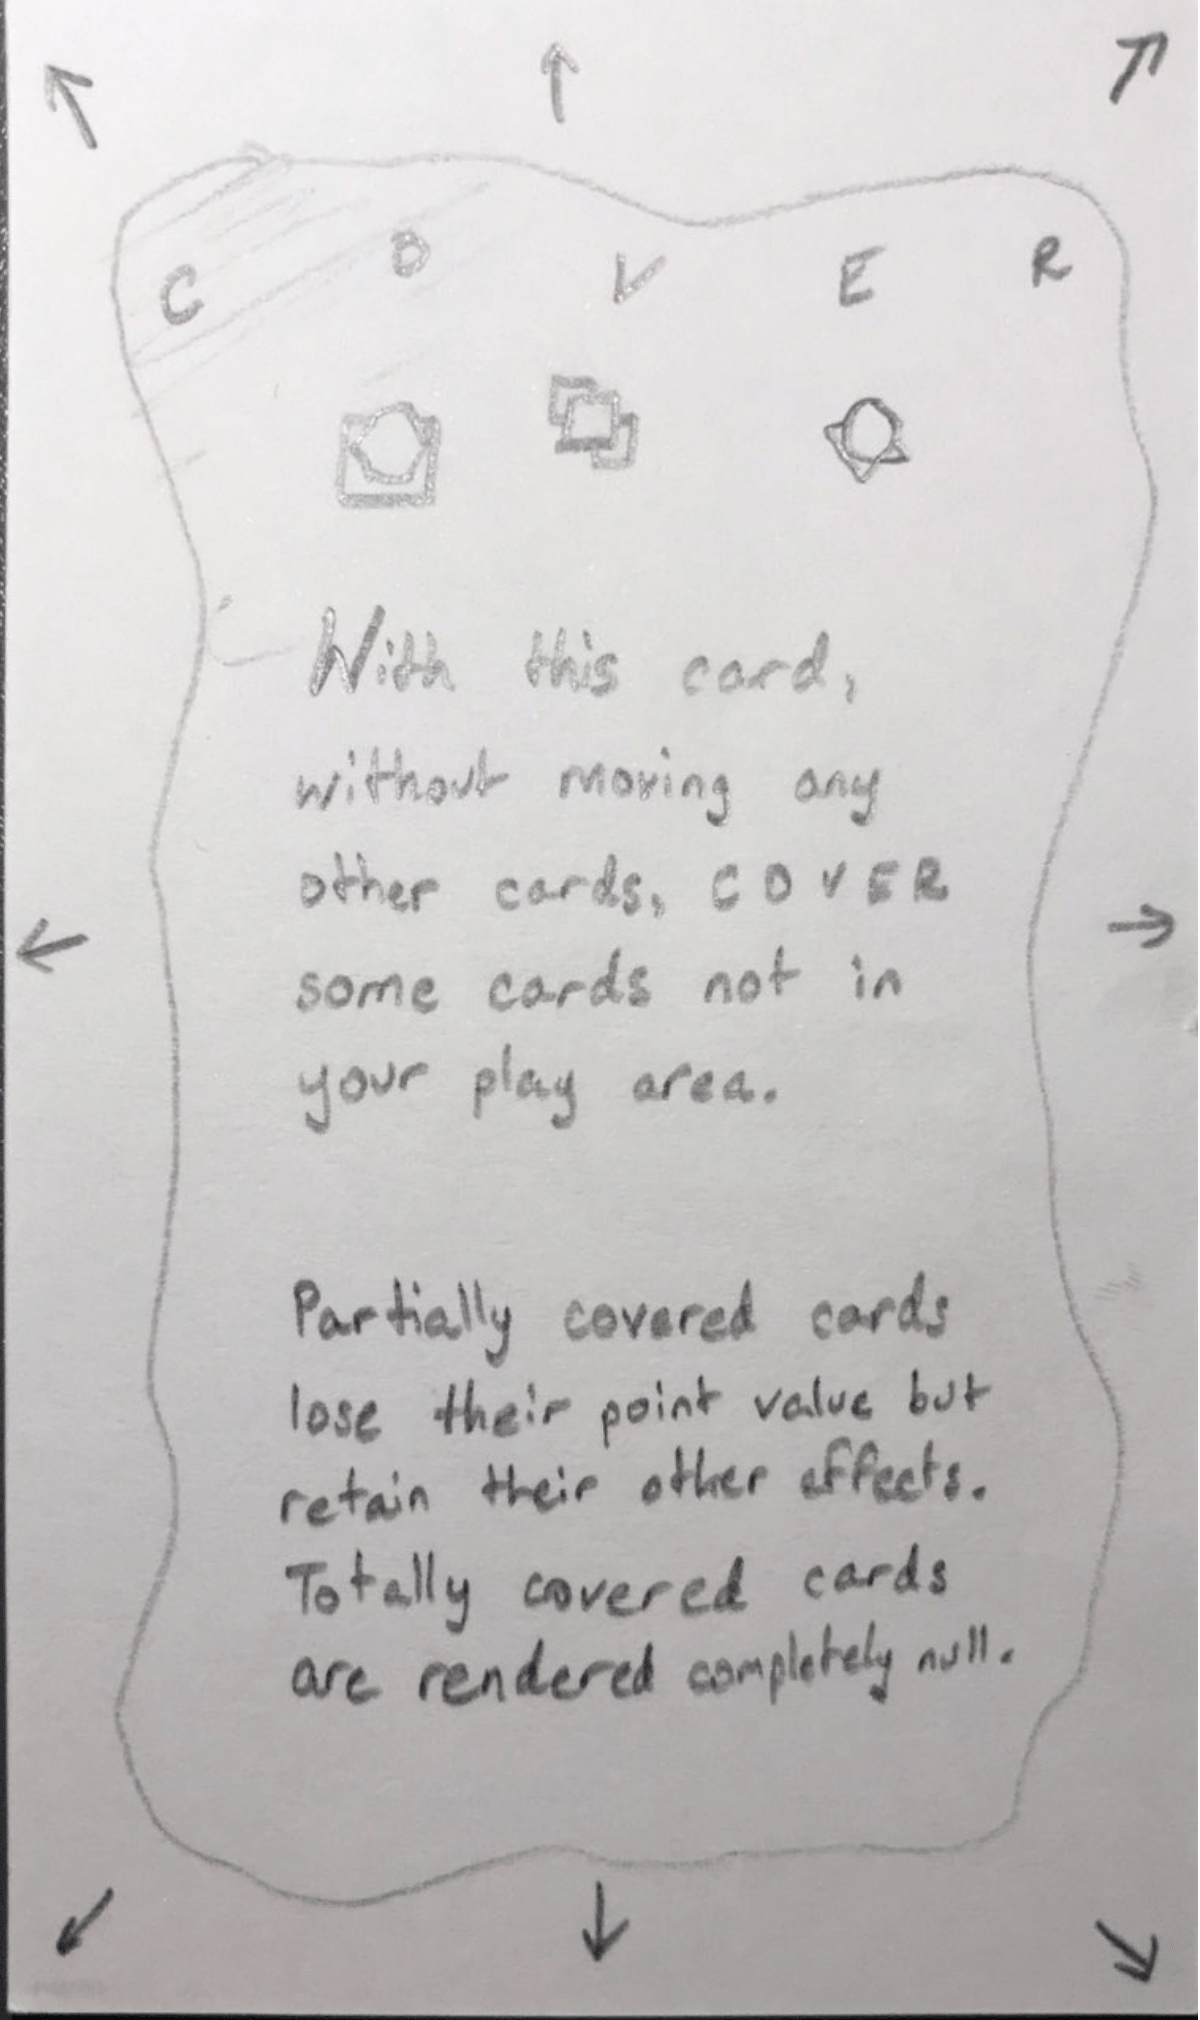 C O V E R
With this card,
without moving any
other cards, COVER
some cards not in
your play area.
Partially covered cards
lose their point value but
retain their other effects.
Totally covered cards
are rendered completely null.